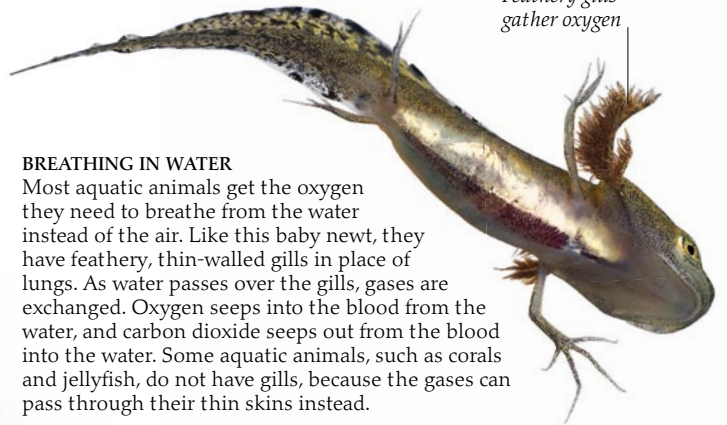 gather oxygen
BREATHING IN WATER
Most aquatic animals get the oxygen
they need to breathe from the water
instead of the air. Like this baby newt, they
have feathery, thin-walled gills in place of
lungs. As water passes over the gills, gases are
exchanged. Oxygen seeps into the blood from the
water, and carbon dioxide seeps out from the blood
into the water. Some aquatic animals, such as corals
and jellyfish, do not have gills, because the gases can
pass through their thin skins instead.